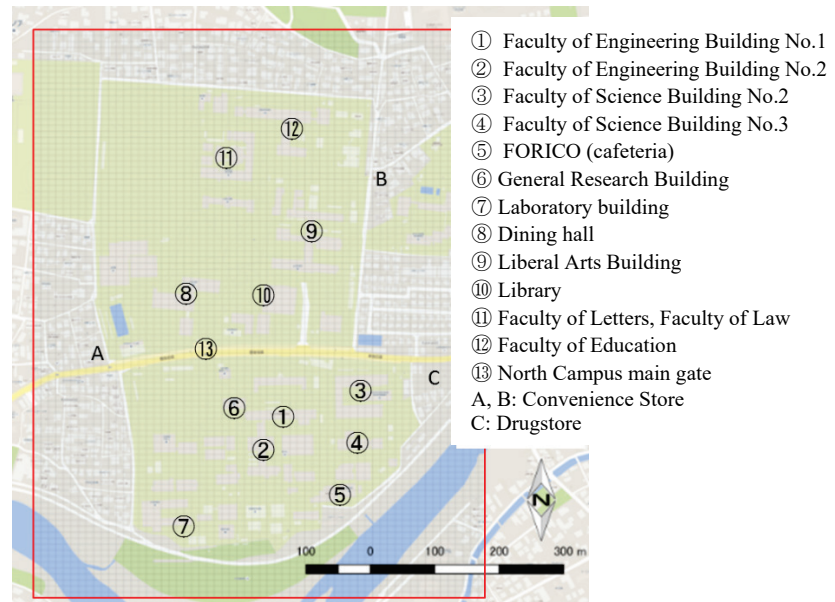 ① Faculty of Engineering Building No.1
② Faculty of Engineering Building No.2
③ Faculty of Science Building No.2
④ Faculty of Science Building No.3
⑤ FORICO (cafeteria)
⑥ General Research Building
⑦ Laboratory building
⑧ Dining hall
⑨ Liberal Arts Building
⑩ Library
⑪ Faculty of Letters, Faculty of Law
⑫ Faculty of Education
⑬ North Campus main gate
A, B: Convenience Store
C: Drugstore
⑫
⑪
B
⑨
⑧ ⑩
⑬
A
C
③
⑥ ①
④
②
⑤
⑦
N
100 0 100 200 300 m